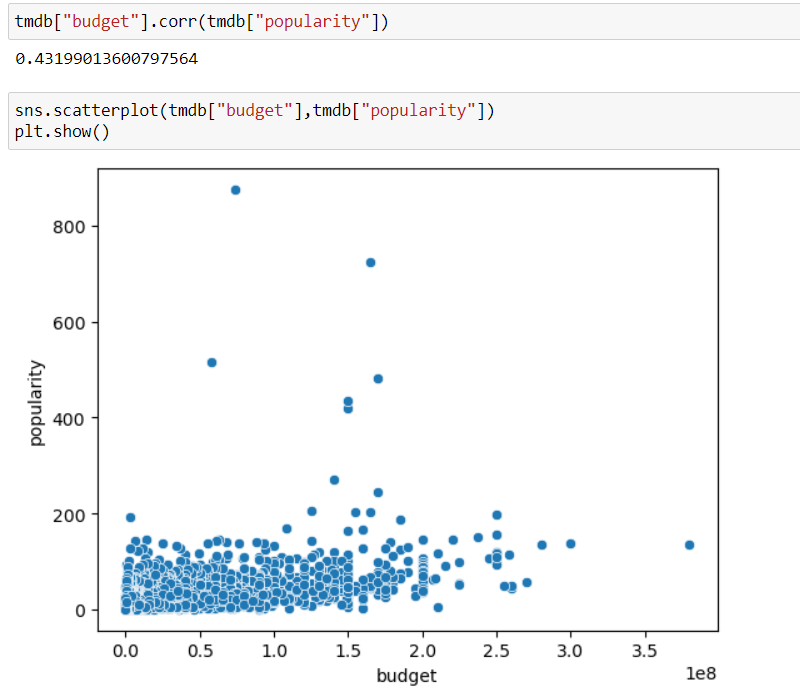 tmdb["budget"].corr(tmdb["popularity"])
0.43199013600797564
sns.scatterplot(tmdb["budget"],tmdb["popularity"])
plt.show()
800
600
400
200
0
popularity
0.0 0.5 1.0 1.5 2.0 2.5 3.0 3.5
budget
1e8